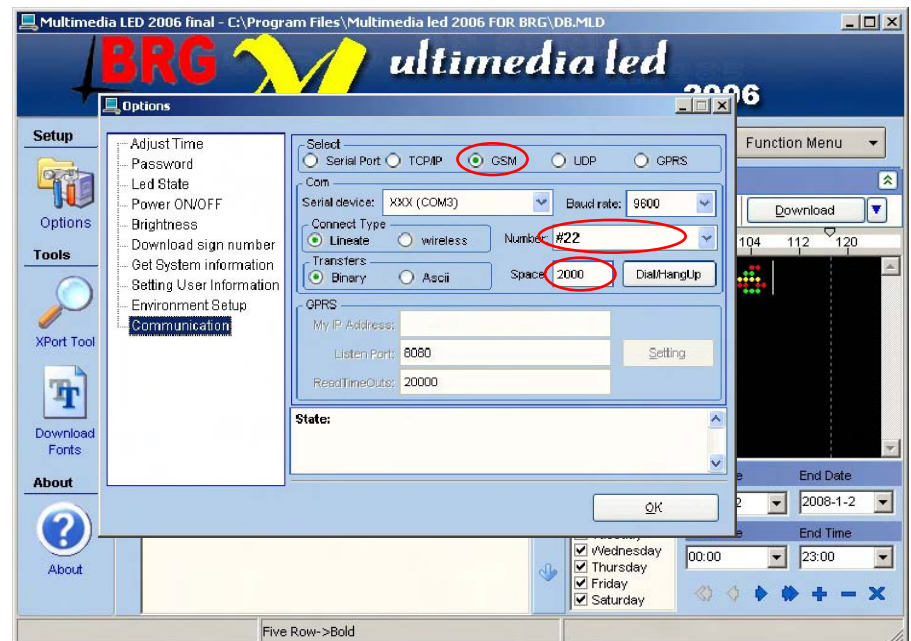 Multimedia LED 2006 final - C:\Program Files\Multimedia led 2006 FOR BRG\DB.MLD
BRG Multimedia led
2006
Options
Setup
Options
Tools
XPort Tool
Download
Fonts
About
About
Adjust Time
Password
Led State
Power ON/OFF
Brightness
Download sign number
Get System information
Setting User Information
Environment Setup
Communication
Select
Serial Port TCP/IP GSM UDP GPRS
Com
Serial device: XXX (COM3) Baud rate: 9600
Connect Type
Lineate wireless Number: #22
Transfers
Binary Ascii Space 2000 Dial/HangUp
GPRS
My IP Address:
Listen Port: 8080 Setting
ReadTimeOuts: 20000
State:
OK
Function Menu
Download
104 112 120
End Date
2 2008-1-2
End Time
00:00 23:00
Tuesday
Wednesday
Thursday
Friday
Saturday
Five Row->Bold